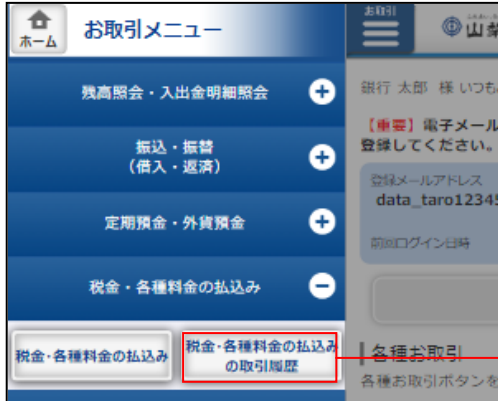 ホーム
お取引メニュー
残高照会・入出金明細照会
振込・振替
(借入・返済)
定期預金・外貨預金
税金・各種料金の払込み
税金・各種料金の払込み
税金・各種料金の払込み
の取引履歴
お取引
山梨
銀行 太郎 様 いつも
【重要】電子メール
登録してください。
登録メールアドレス
data_taro12345
前回ログイン日時
各種お取引
各種お取引ボタンを